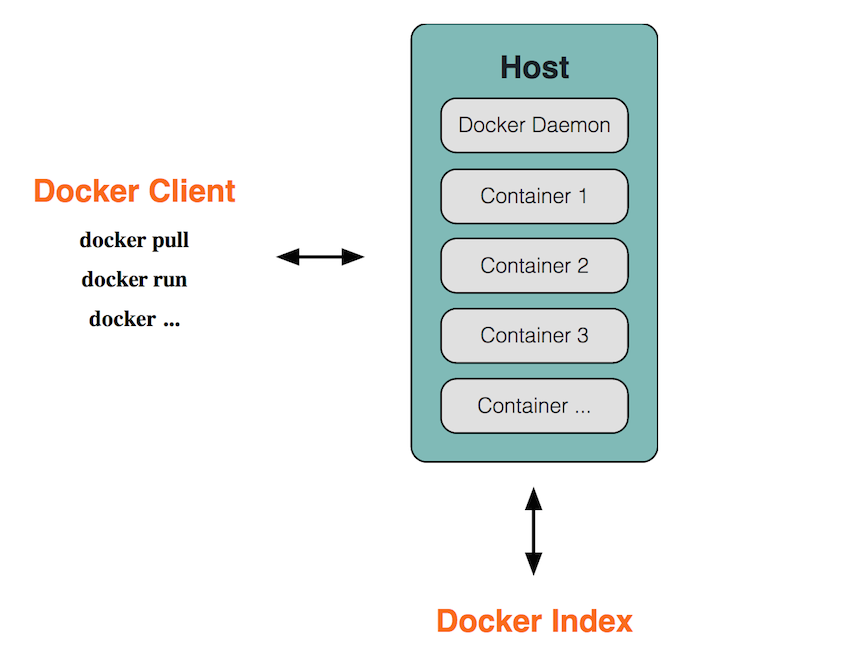 Docker Client
docker pull
docker run
docker ...
Host
Docker Daemon
Container 1
Container 2
Container 3
Container ...
Docker Index